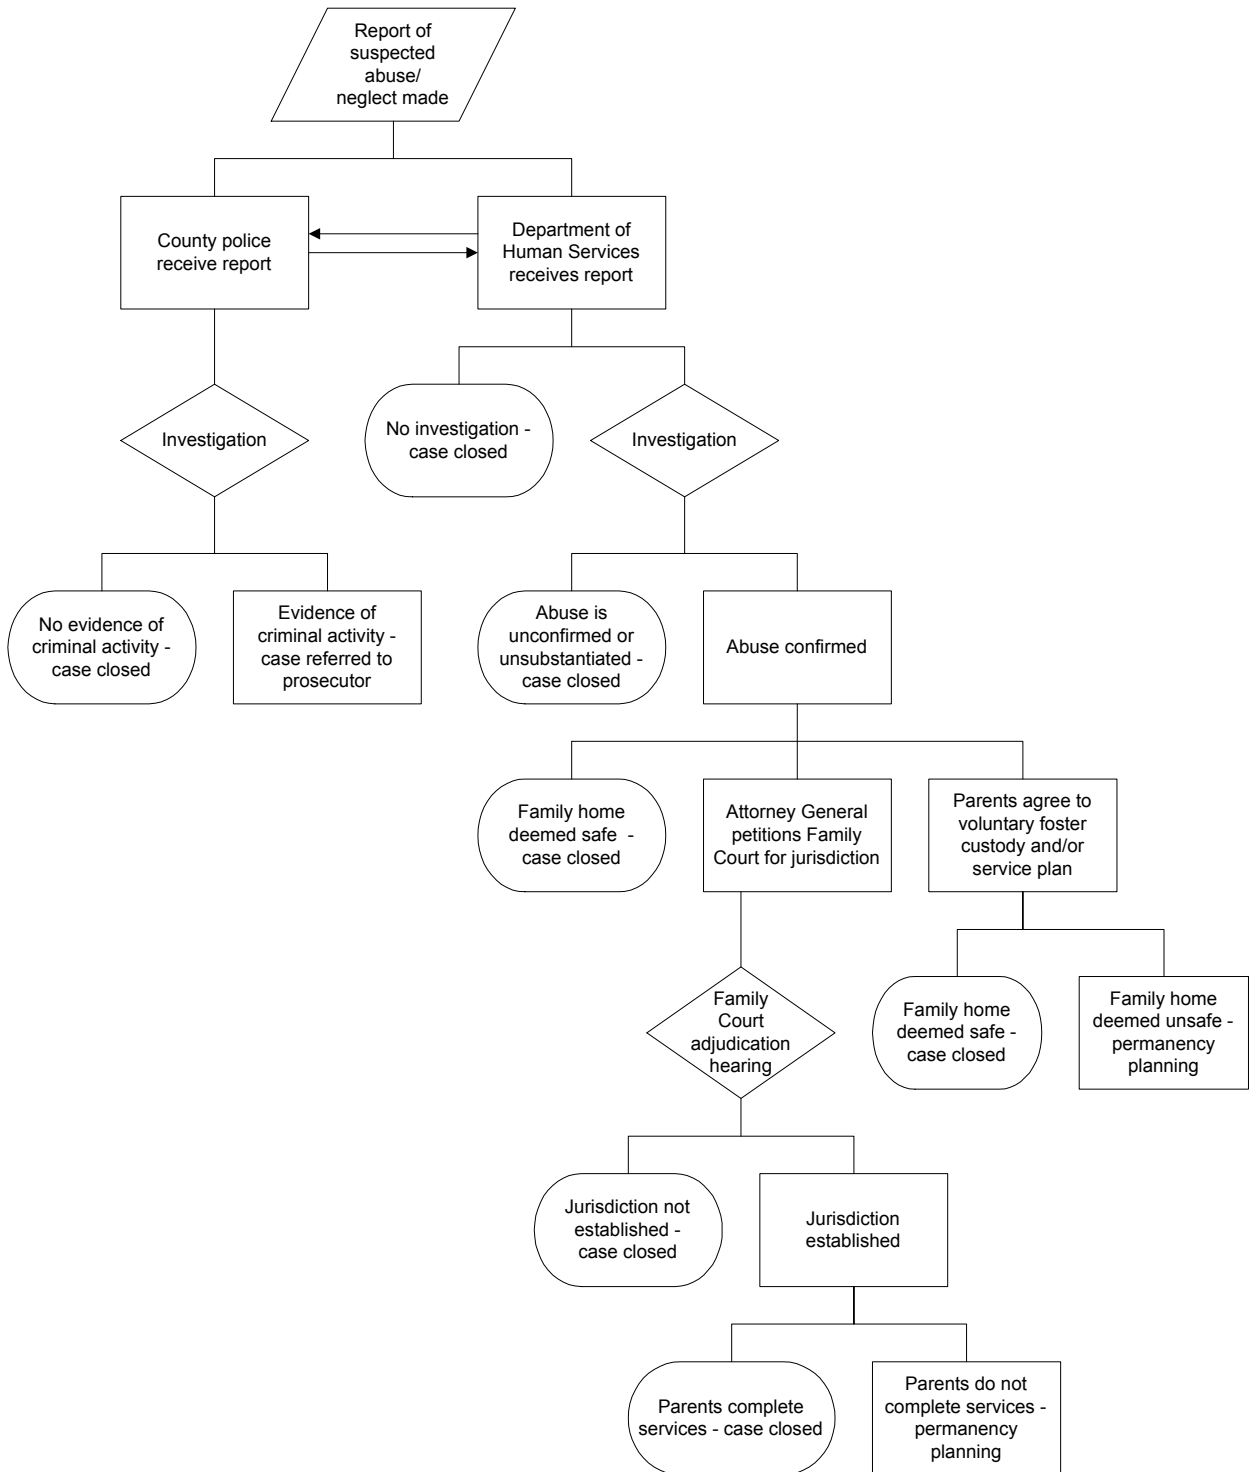 Report of
suspected
abuse/
neglect made
County police
receive report
Department of
Human Services
receives report
Investigation
No investigation -
case closed
Investigation
No evidence of
criminal activity -
case closed
Evidence of
criminal activity -
case referred to
prosecutor
Abuse is
unconfirmed or
unsubstantiated -
case closed
Abuse confirmed
Family home
deemed safe -
case closed
Attorney General
petitions Family
Court for jurisdiction
Parents agree to
voluntary foster
custody and/or
service plan
Family
Court
adjudication
hearing
Family home
deemed safe -
case closed
Family home
deemed unsafe -
permanency
planning
Jurisdiction not
established -
case closed
Jurisdiction
established
Parents complete
services - case closed
Parents do not
complete services -
permanency
planning